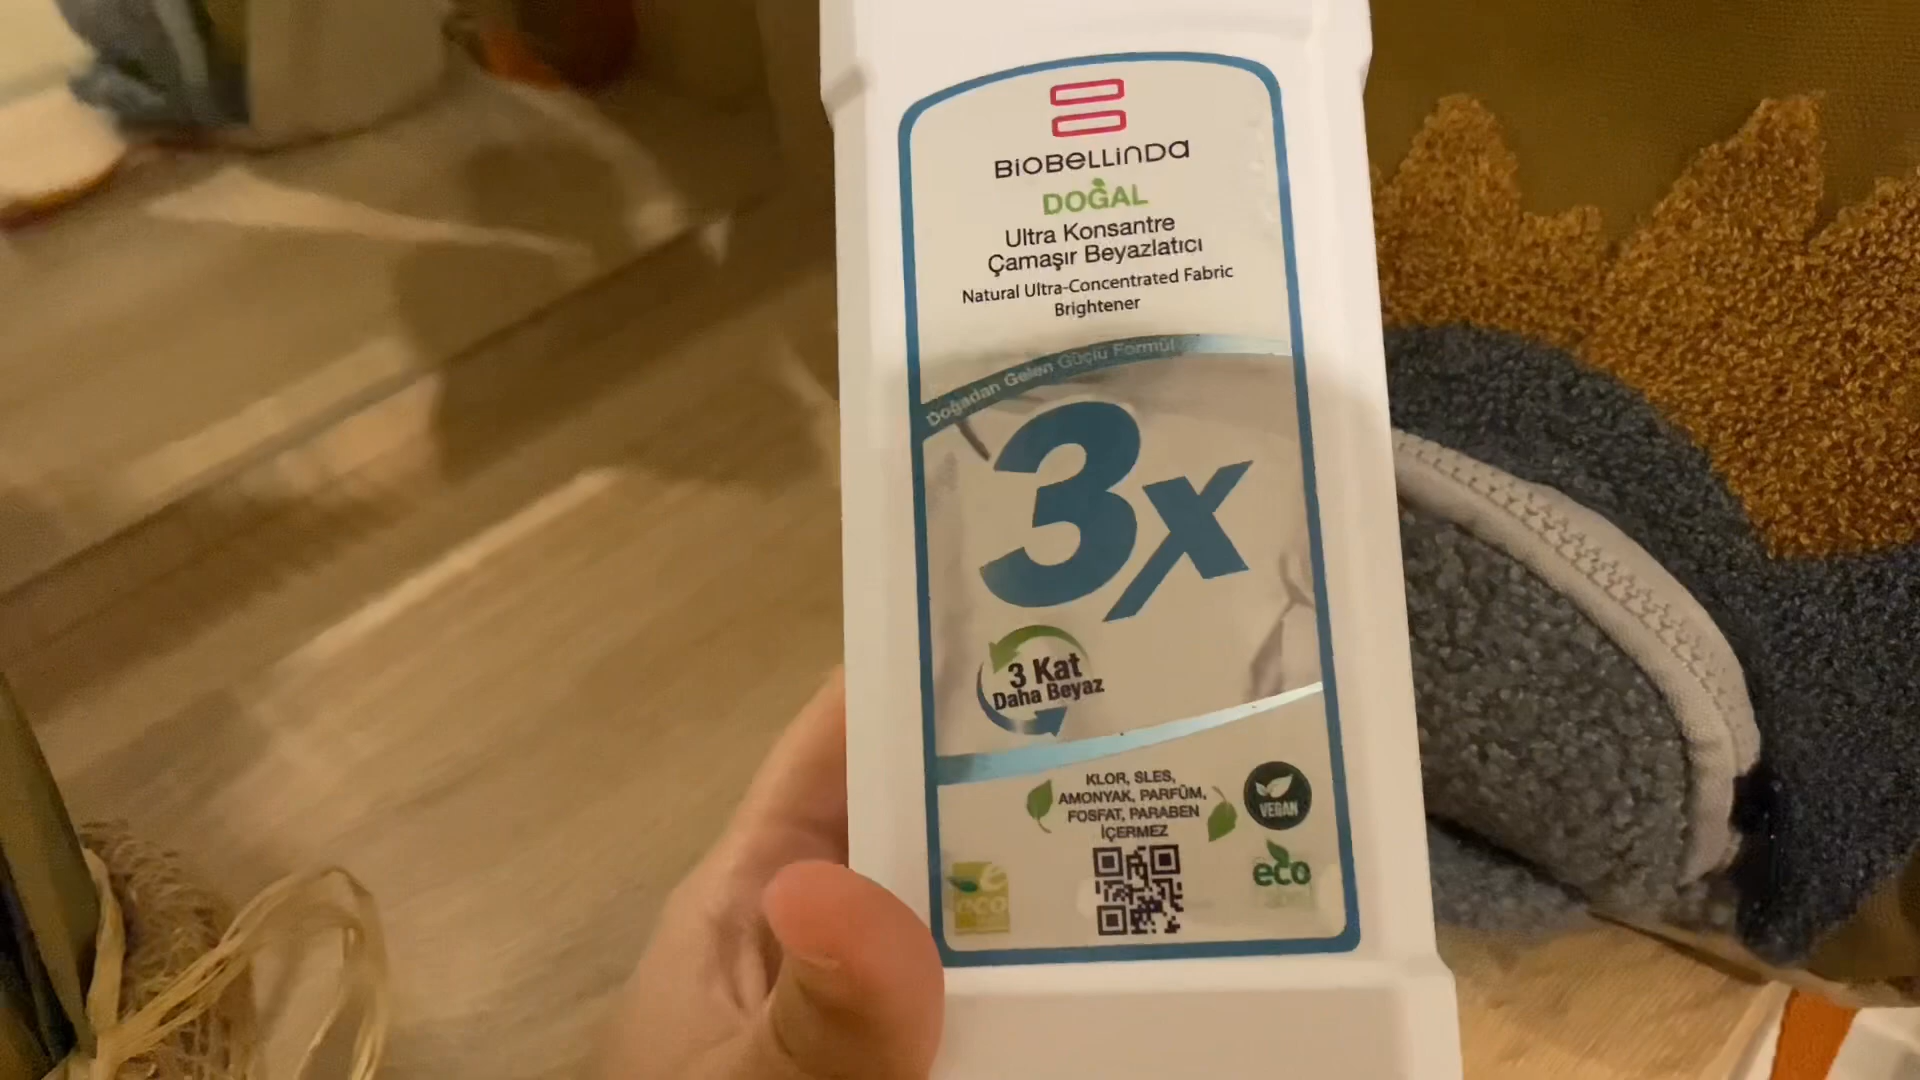 BIOBELLINDA
DOĞAL
Ultra Konsantre
Çamaşır Beyazlatıcı
Natural Ultra-Concentrated Fabric
Brightener
Doğadan Gelen Güçlü Formül
3x
3 Kat
Daha Beyaz
KLOR, SLES,
AMONYAK, PARFÜM,
FOSFAT, PARABEN
İÇERMEZ
VEGAN
e
eco
eco